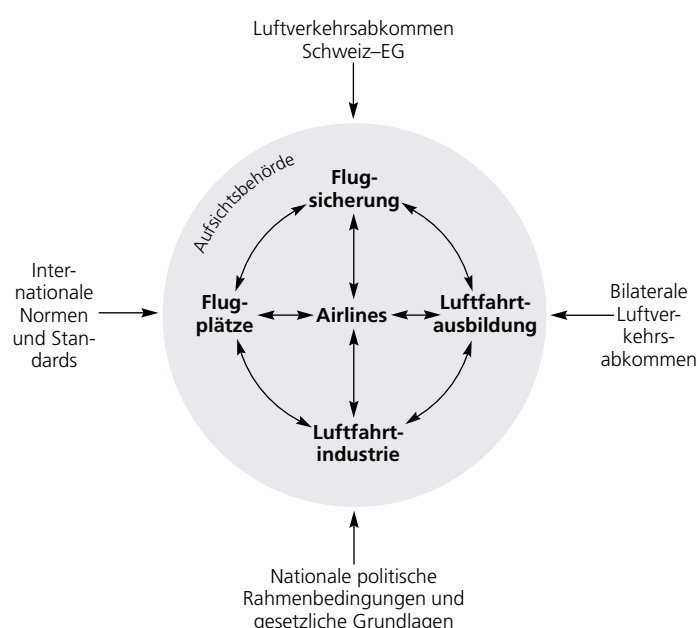 Luftverkehrsabkommen
Schweiz–EG
Aufsichtsbehörde
Flug-
sicherung
Inter-
nationale
Normen
und Stan-
dards
Flug-
plätze
Airlines
Luftfahrt-
ausbildung
Bilaterale
Luftver-
kehrs-
abkommen
Luftfahrt-
industrie
Nationale politische
Rahmenbedingungen und
gesetzliche Grundlagen